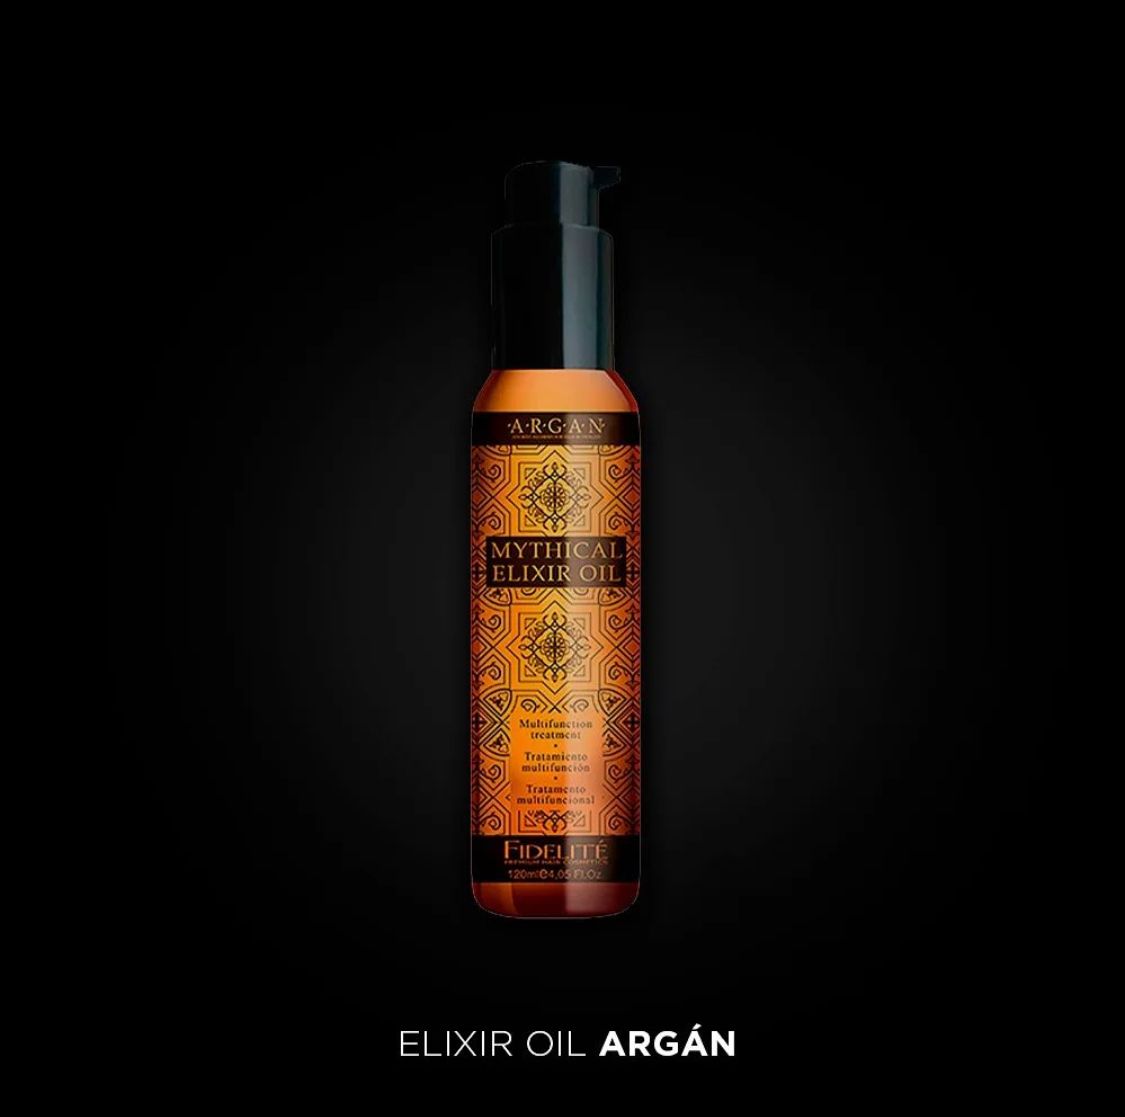 ·A·R·G·A·N·
MYTHICAL
ELIXIR OIL
Multifunction
treatment
Tratamiento
multifunción
Tratamento
multifuncional
FIDELITÉ
PREMIUM HAIR COSMETICS
120ml℮4,05 Fl.Oz.
ELIXIR OIL ARGÁN